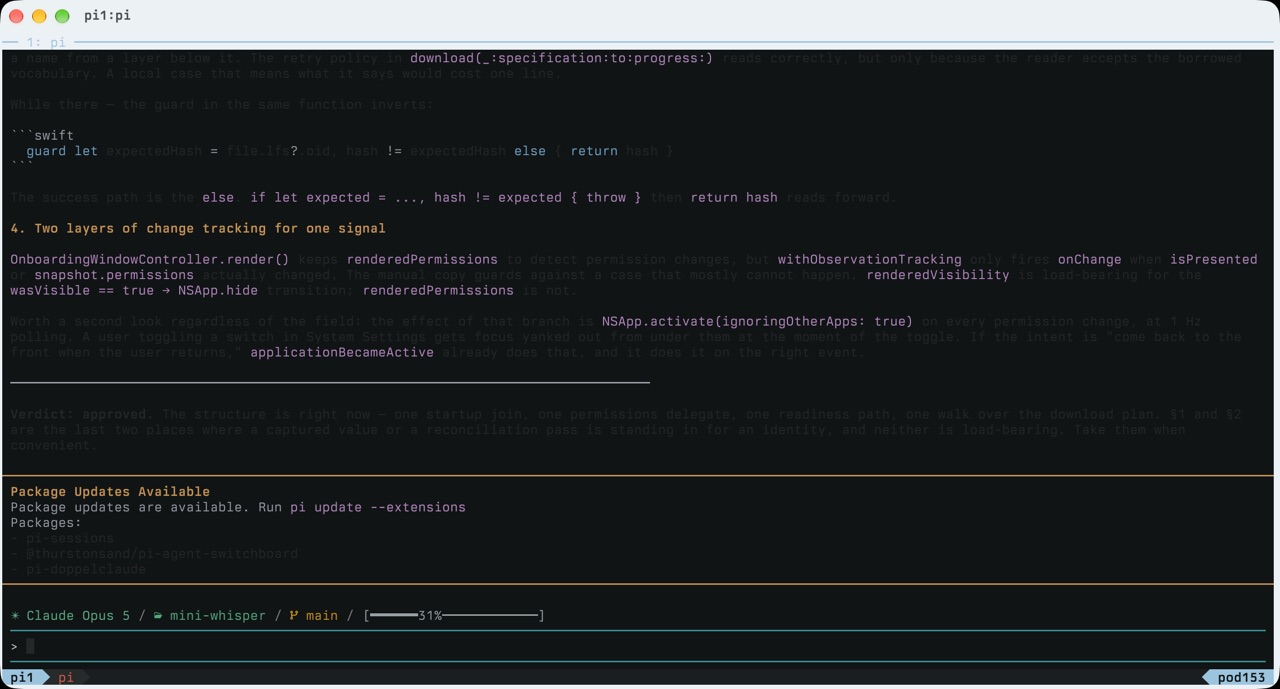 pi1:pi
1: pi
a name from a layer below it. The retry policy in download(_:specification:to:progress:) reads correctly, but only because the reader accepts the borrowed
vocabulary. A local case that means what it says would cost one line.
While there — the guard in the same function inverts:
```swift
guard let expectedHash = file.lfs?.oid, hash != expectedHash else { return hash }
```
The success path is the else. if let expected = ..., hash != expected { throw } then return hash reads forward.
4. Two layers of change tracking for one signal
OnboardingWindowController.render() keeps renderedPermissions to detect permission changes, but withObservationTracking only fires onChange when isPresented
or snapshot.permissions actually changed. The manual copy guards against a case that mostly cannot happen. renderedVisibility is load-bearing for the
wasVisible == true → NSApp.hide transition; renderedPermissions is not.
Worth a second look regardless of the field: the effect of that branch is NSApp.activate(ignoringOtherApps: true) on every permission change, at 1 Hz
polling. A user toggling a switch in System Settings gets focus yanked out from under them at the moment of the toggle. If the intent is "come back to the
front when the user returns," applicationBecameActive already does that, and it does it on the right event.
Verdict: approved. The structure is right now — one startup join, one permissions delegate, one readiness path, one walk over the download plan. §1 and §2
are the last two places where a captured value or a reconciliation pass is standing in for an identity, and neither is load-bearing. Take them when
convenient.
Package Updates Available
Package updates are available. Run pi update --extensions
Packages:
- pi-sessions
- @thurstonsand/pi-agent-switchboard
- pi-doppelclaude
✴ Claude Opus 5 / mini-whisper / main / [31%]
>
pi1 pi pod153